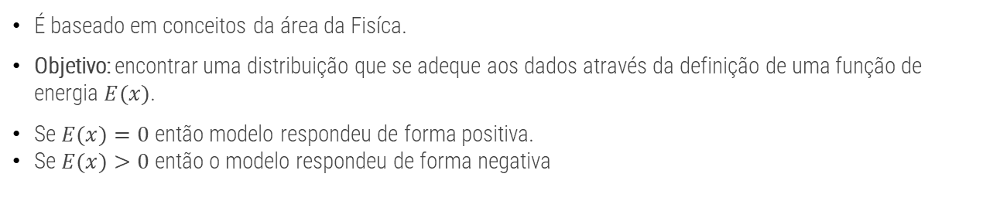 • É baseado em conceitos da área da Fisíca.
• Objetivo: encontrar uma distribuição que se adeque aos dados através da definição de uma função de
energia E(x).
• Se E(x) = 0 então modelo respondeu de forma positiva.
• Se E(x) > 0 então o modelo respondeu de forma negativa